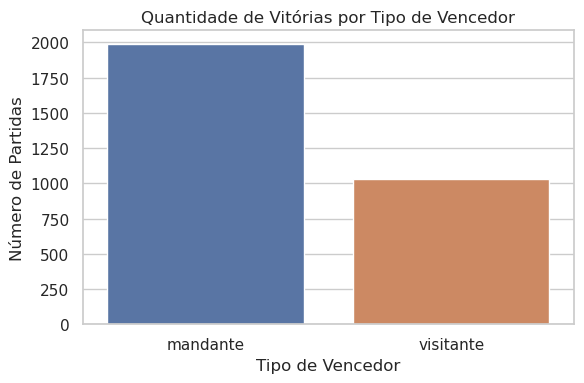 Quantidade de Vitórias por Tipo de Vencedor
Número de Partidas
2000
1750
1500
1250
1000
750
500
250
0
mandante visitante
Tipo de Vencedor